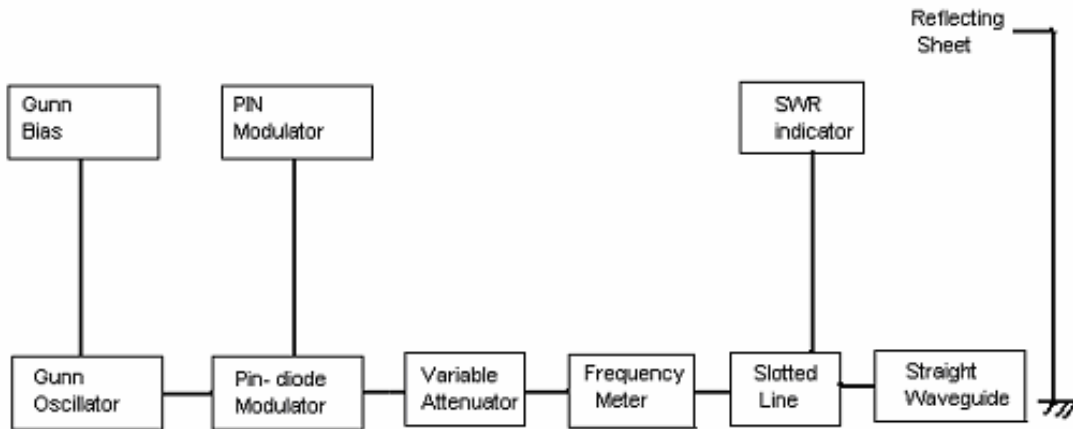 Reflecting
Sheet
Gunn
Bias
PIN
Modulator
SWR
indicator
Gunn
Oscillator
Pin- diode
Modulator
Variable
Attenuator
Frequency
Meter
Slotted
Line
Straight
Waveguide